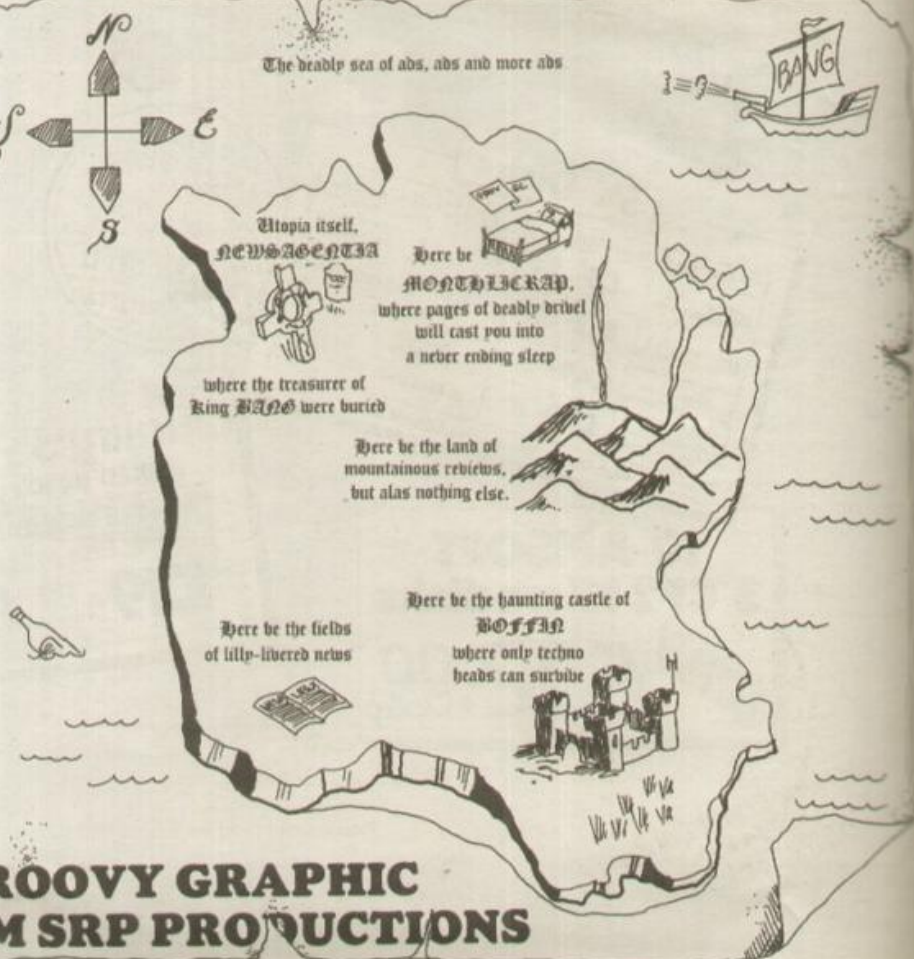 The deadly sea of ads, ads and more ads
BANG
N
S
E
S
Utopia itself,
NEWSAGENTIA
where the treasurer of
King BANG were buried
Here be
MONTHLICRAP,
where pages of deadly drivel
will cast you into
a never ending sleep
Here be the land of
mountainous reviews,
but alas nothing else.
Here be the fields
of lilly-livered news
Here be the haunting castle of
BOFFIN
where only techno
heads can survive
ROOVY GRAPHIC
M SRP PRODUCTIONS